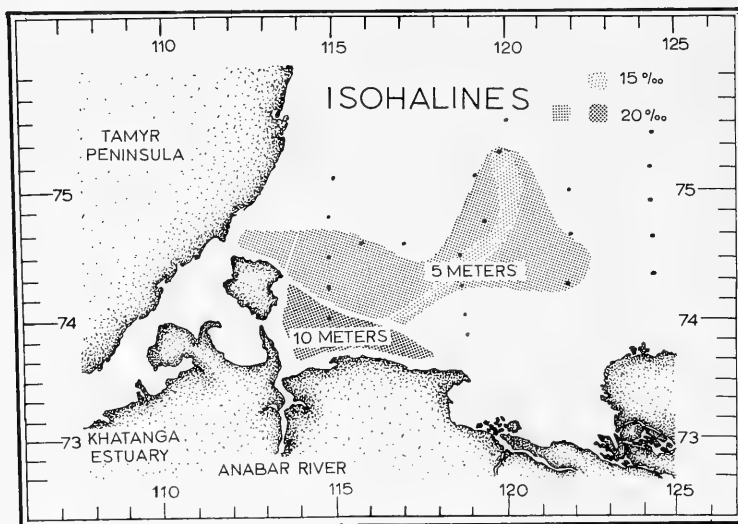 110 115 120 125
ISOHALINES
15 ‰
20 ‰
TAMYR
PENINSULA
75 75
5 METERS
74 74
10 METERS
73 73
KHATANGA
ESTUARY
ANABAR RIVER
110 115 120 125